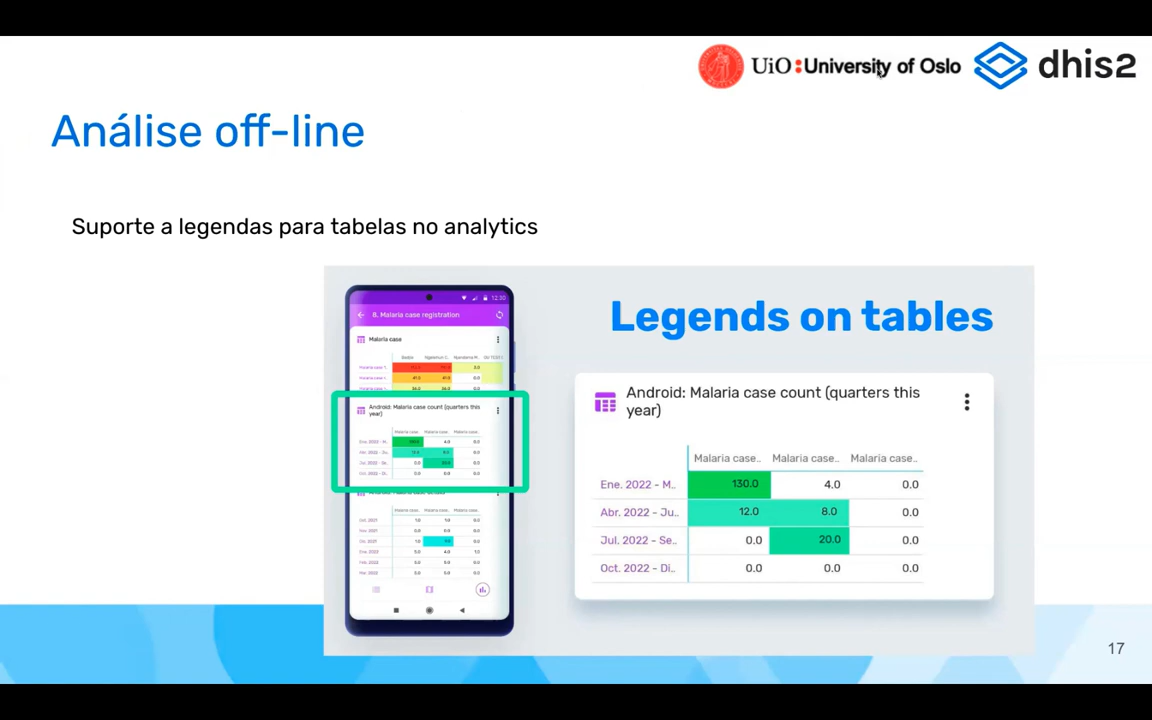 UiO:University of Oslo
dhis2
Análise off-line
Suporte a legendas para tabelas no analytics
12:30
8. Malaria case registration
Malaria case
Android: Malaria case count (quarters this
year)
Legends on tables
Android: Malaria case count (quarters this
year)
Malaria case.. Malaria case.. Malaria case..
Ene. 2022 - M.. 130.0 4.0 0.0
Abr. 2022 - Ju.. 12.0 8.0 0.0
Jul. 2022 - Se.. 0.0 20.0 0.0
Oct. 2022 - Di.. 0.0 0.0 0.0
17